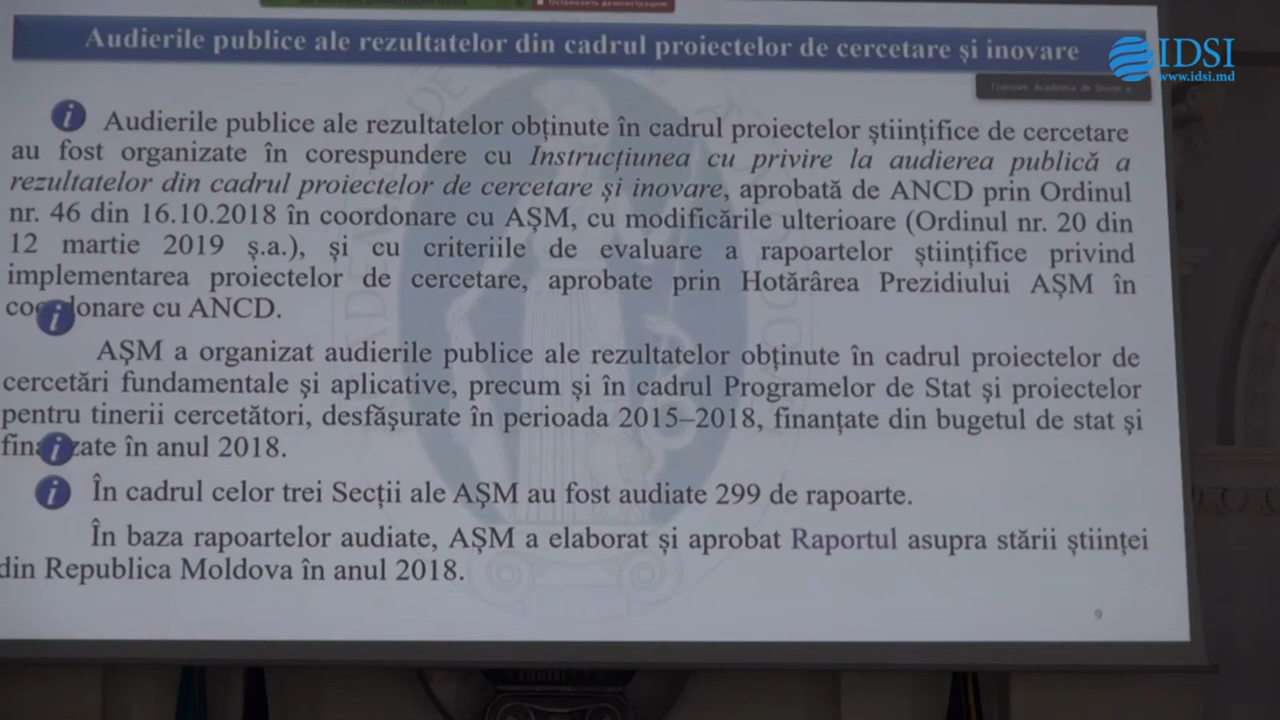 Audierile publice ale rezultatelor din cadrul proiectelor de cercetare și inovare
IDSI
www.idsi.md
Audierile publice ale rezultatelor obținute în cadrul proiectelor științifice de cercetare
au fost organizate în corespundere cu Instrucțiunea cu privire la audierea publică a
rezultatelor din cadrul proiectelor de cercetare și inovare, aprobată de ANCD prin Ordinul
nr. 46 din 16.10.2018 în coordonare cu AȘM, cu modificările ulterioare (Ordinul nr. 20 din
12 martie 2019 ș.a.), și cu criteriile de evaluare a rapoartelor științifice privind
implementarea proiectelor de cercetare, aprobate prin Hotărârea Prezidiului AȘM în
coordonare cu ANCD.
AȘM a organizat audierile publice ale rezultatelor obținute în cadrul proiectelor de
cercetări fundamentale și aplicative, precum și în cadrul Programelor de Stat și proiectelor
pentru tinerii cercetători, desfășurate în perioada 2015–2018, finanțate din bugetul de stat și
în anul 2018.
În cadrul celor trei Secții ale AȘM au fost audiate 299 de rapoarte.
În baza rapoartelor audiate, AȘM a elaborat și aprobat Raportul asupra stării științei
din Republica Moldova în anul 2018.
9